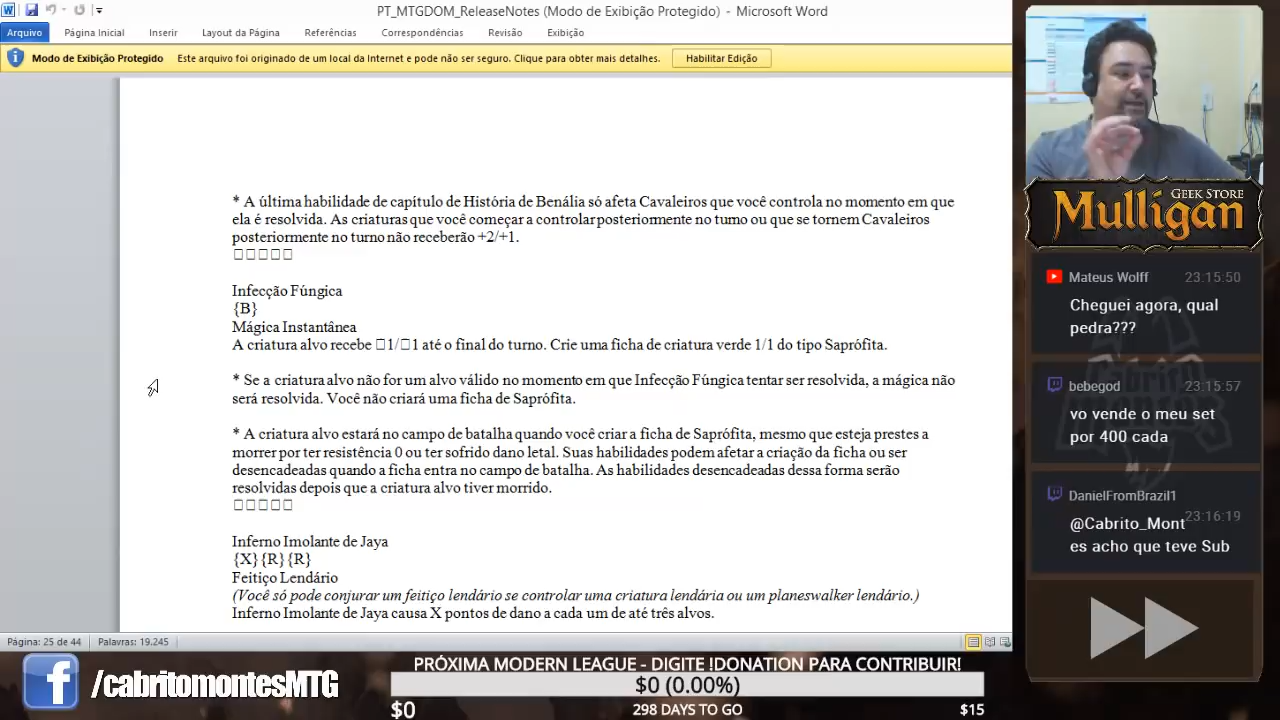 PT_MTGDOM_ReleaseNotes (Modo de Exibição Protegido) - Microsoft Word
Arquivo Página Inicial Inserir Layout da Página Referências Correspondências Revisão Exibição
Modo de Exibição Protegido Este arquivo foi originado de um local da Internet e pode não ser seguro. Clique para obter mais detalhes. Habilitar Edição
* A última habilidade de capítulo de História de Benália só afeta Cavaleiros que você controla no momento em que
ela é resolvida. As criaturas que você começar a controlar posteriormente no turno ou que se tornem Cavaleiros
posteriormente no turno não receberão +2/+1.
□□□□□
Infecção Fúngica
{B}
Mágica Instantânea
A criatura alvo recebe □1/□1 até o final do turno. Crie uma ficha de criatura verde 1/1 do tipo Saprófita.
* Se a criatura alvo não for um alvo válido no momento em que Infecção Fúngica tentar ser resolvida, a mágica não
será resolvida. Você não criará uma ficha de Saprófita.
* A criatura alvo estará no campo de batalha quando você criar a ficha de Saprófita, mesmo que esteja prestes a
morrer por ter resistência 0 ou ter sofrido dano letal. Suas habilidades podem afetar a criação da ficha ou ser
desencadeadas quando a ficha entra no campo de batalha. As habilidades desencadeadas dessa forma serão
resolvidas depois que a criatura alvo tiver morrido.
□□□□□
Inferno Imolante de Jaya
{X}{R}{R}
Feitiço Lendário
(Você só pode conjurar um feitiço lendário se controlar uma criatura lendária ou um planeswalker lendário.)
Inferno Imolante de Jaya causa X pontos de dano a cada um de até três alvos.
Página: 25 de 44 Palavras: 19.245
GEEK STORE
Mulligan
Mateus Wolff 23:15:50
Cheguei agora, qual
pedra???
bebegod 23:15:57
vo vende o meu set
por 400 cada
DanielFromBrazil1 23:16:19
@Cabrito_Mont
es acho que teve Sub
/cabritomontesMTG
PRÓXIMA MODERN LEAGUE - DIGITE !DONATION PARA CONTRIBUIR!
$0 (0.00%)
$0 298 DAYS TO GO $15